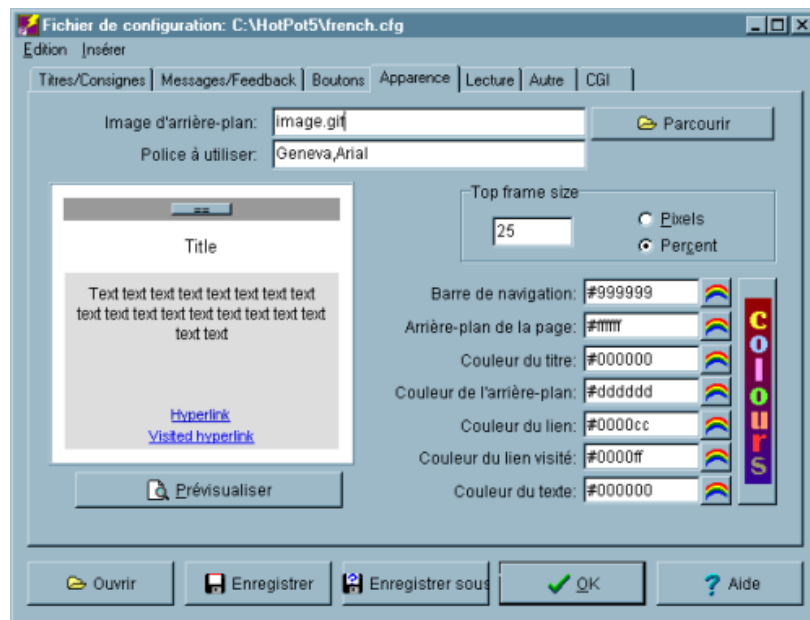 Fichier de configuration: C:\HotPot5\french.cfg
Edition Insérer
Titres/Consignes Messages/Feedback Boutons Apparence Lecture Autre CGI
Image d'arrière-plan: image.gif Parcourir
Police à utiliser: Geneva,Arial
Top frame size
25
Pixels
Percent
==
Title
Text text text text text text text text
text text text text text text text text text
text text
Hyperlink
Visited hyperlink
Prévisualiser
Barre de navigation: #999999
Arrière-plan de la page: #ffffff
Couleur du titre: #000000
Couleur de l'arrière-plan: #dddddd
Couleur du lien: #0000cc
Couleur du lien visité: #0000ff
Couleur du texte: #000000
colours
Ouvrir Enregistrer Enregistrer sous OK Aide